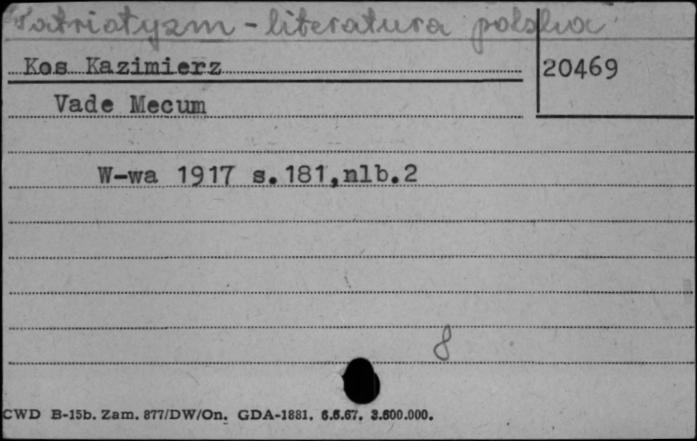 Patriotyzm - literatura polska
Kos Kazimierz
20469
Vade Mecum
W-wa 1917 s.181,nlb.2
8
CWD B-15b. Zam. 877/DW/On. GDA-1881. 6.6.67. 3.600.000.